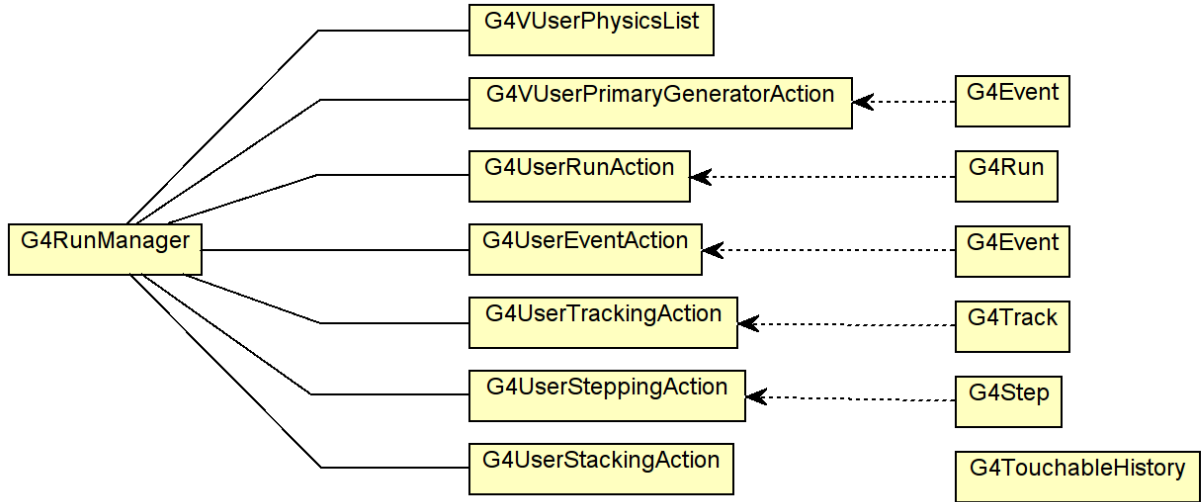 G4VUserPhysicsList
G4VUserPrimaryGeneratorAction
G4Event
G4UserRunAction
G4Run
G4RunManager
G4UserEventAction
G4Event
G4UserTrackingAction
G4Track
G4UserSteppingAction
G4Step
G4UserStackingAction
G4TouchableHistory